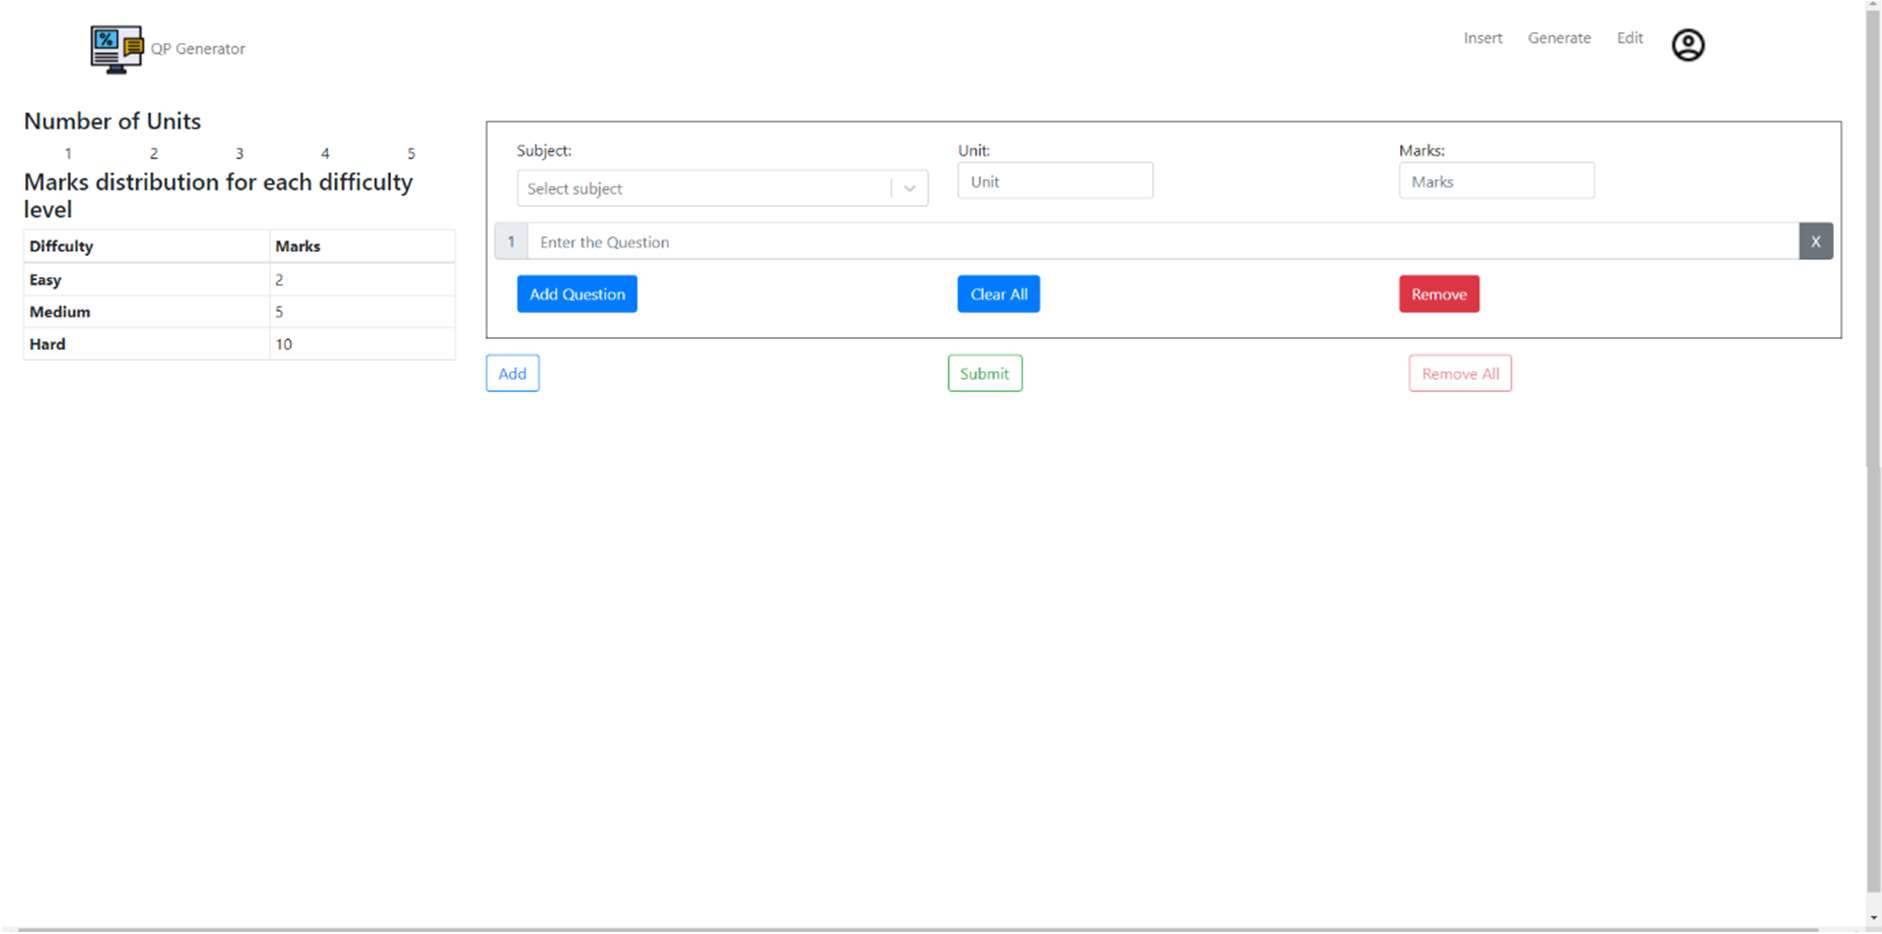 QP Generator
Insert Generate Edit
Number of Units
1 2 3 4 5
Marks distribution for each difficulty
level
Diffculty Marks
Easy 2
Medium 5
Hard 10
Subject: Unit: Marks:
Select subject Unit Marks
1 Enter the Question X
Add Question Clear All Remove
Add Submit Remove All